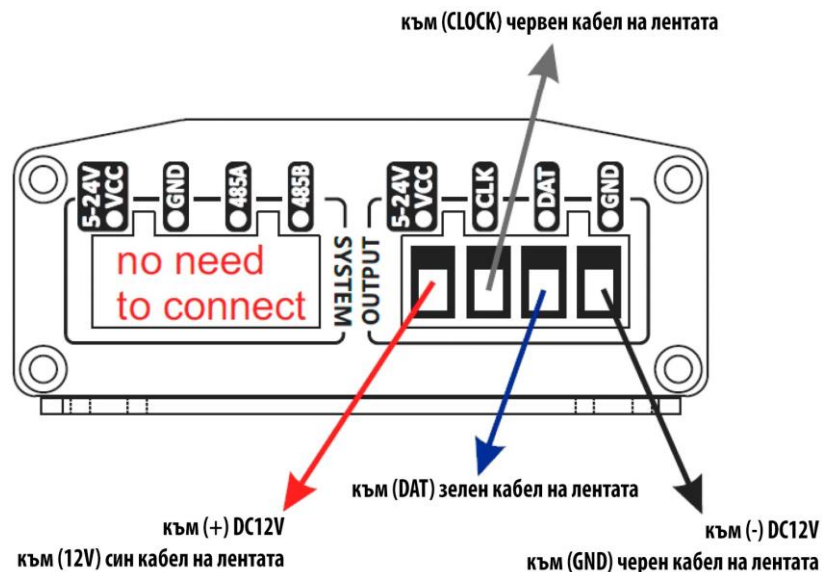 към (CLOCK) червен кабел на лентата
5-24V
VCC
GND
485A
485B
5-24V
VCC
CLK
DAT
GND
no need
to connect
SYSTEM
OUTPUT
към (DAT) зелен кабел на лентата
към (+) DC12V
към (12V) син кабел на лентата
към (-) DC12V
към (GND) черен кабел на лентата